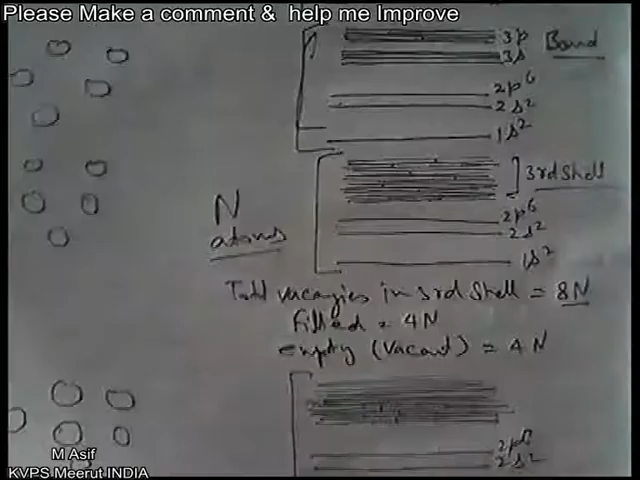 Please Make a comment & help me Improve
3p
Band
3s
2p6
2s2
1s2
3rd Shell
N
atoms
2p6
2s2
1s2
Total vacancies in 3rd Shell = 8N
filled = 4N
empty (Vacant) = 4N
2p6
2s2
M Asif
KVPS Meerut INDIA